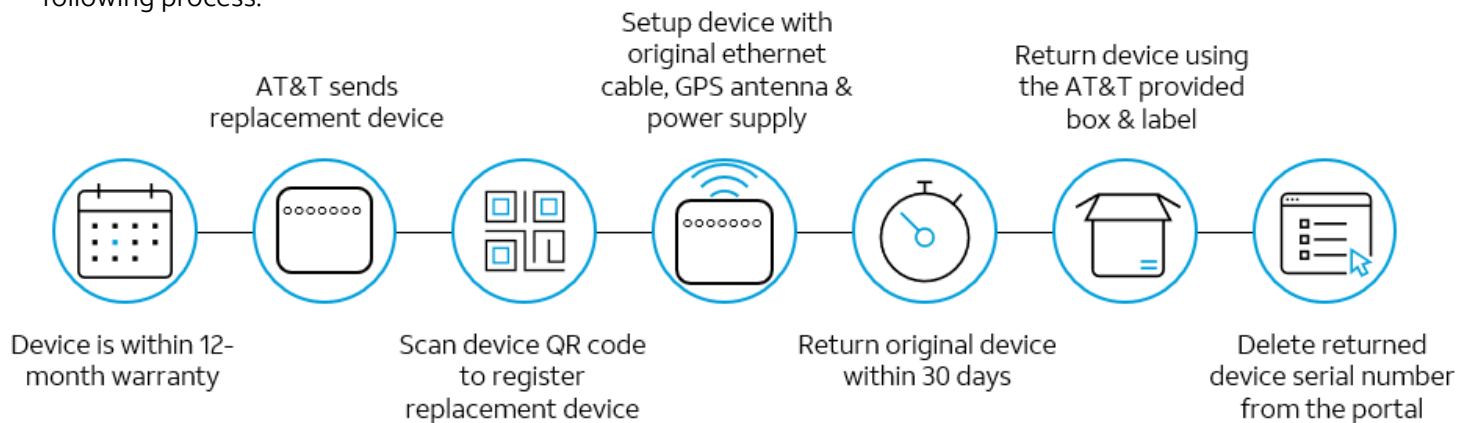 following process:
Device is within 12-
month warranty
AT&T sends
replacement device
Scan device QR code
to register
replacement device
Setup device with
original ethernet
cable, GPS antenna &
power supply
Return original device
within 30 days
Return device using
the AT&T provided
box & label
Delete returned
device serial number
from the portal